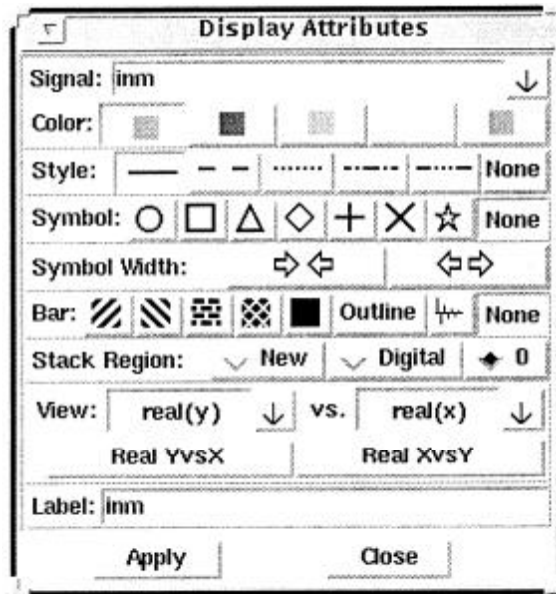 Display Attributes
Signal: inm
Color:
Style: None
Symbol: None
Symbol Width:
Bar: Outline None
Stack Region: New Digital 0
View: real(y) vs. real(x)
Real YvsX Real XvsY
Label: inm
Apply Close